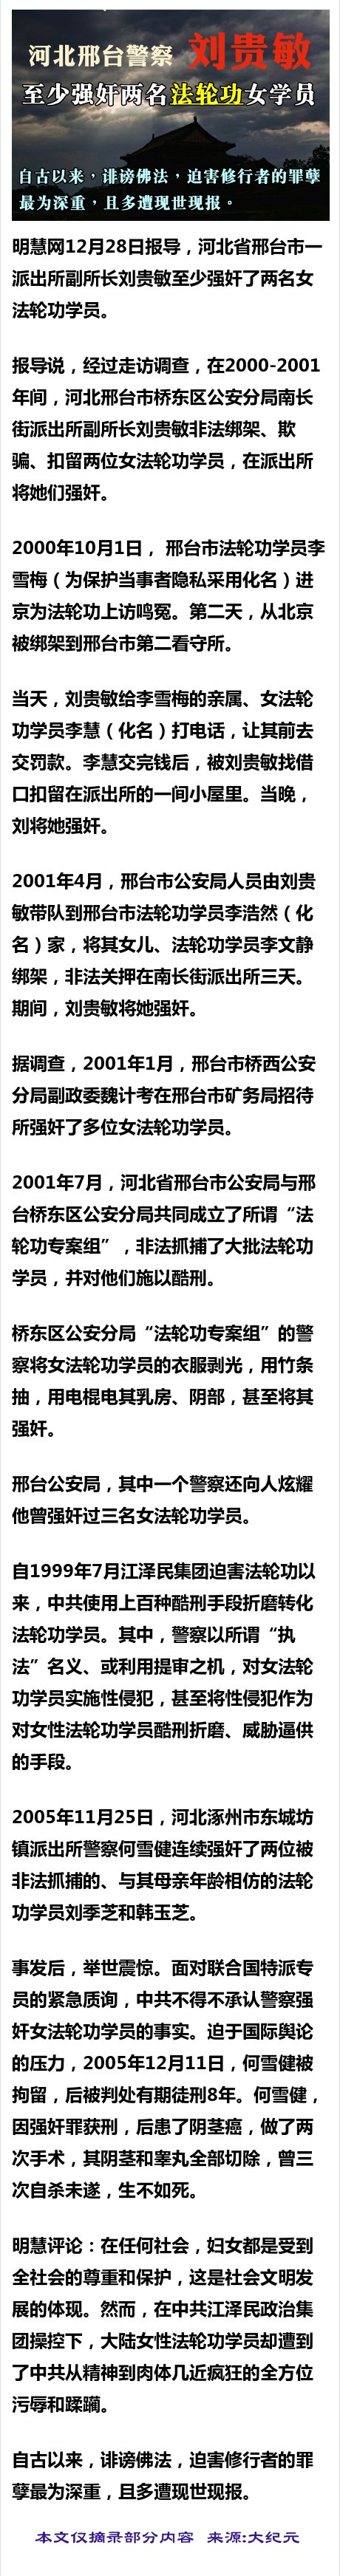 河北邢台警察 刘贵敏
至少强奸两名法轮功女学员
自古以来，诽谤佛法，迫害修行者的罪孽
最为深重，且多遭现世现报。
明慧网12月28日报导，河北省邢台市一
派出所副所长刘贵敏至少强奸了两名女
法轮功学员。
报导说，经过走访调查，在2000-2001
年间，河北邢台市桥东区公安分局南长
街派出所副所长刘贵敏非法绑架、欺
骗、扣留两位女法轮功学员，在派出所
将她们强奸。
2000年10月1日， 邢台市法轮功学员李
雪梅（为保护当事者隐私采用化名）进
京为法轮功上访鸣冤。第二天，从北京
被绑架到邢台市第二看守所。
当天，刘贵敏给李雪梅的亲属、女法轮
功学员李慧（化名）打电话，让其前去
交罚款。李慧交完钱后，被刘贵敏找借
口扣留在派出所的一间小屋里。当晚，
刘将她强奸。
2001年4月，邢台市公安局人员由刘贵
敏带队到邢台市法轮功学员李浩然（化
名）家，将其女儿、法轮功学员李文静
绑架，非法关押在南长街派出所三天。
期间，刘贵敏将她强奸。
据调查，2001年1月，邢台市桥西公安
分局副政委魏计考在邢台市矿务局招待
所强奸了多位女法轮功学员。
2001年7月，河北省邢台市公安局与邢
台桥东区公安分局共同成立了所谓“法
轮功专案组”，非法抓捕了大批法轮功
学员，并对他们施以酷刑。
桥东区公安分局“法轮功专案组”的警
察将女法轮功学员的衣服剥光，用竹条
抽，用电棍电其乳房、阴部，甚至将其
强奸。
邢台公安局，其中一个警察还向人炫耀
他曾强奸过三名女法轮功学员。
自1999年7月江泽民集团迫害法轮功以
来，中共使用上百种酷刑手段折磨转化
法轮功学员。其中，警察以所谓“执
法”名义、或利用提审之机，对女法轮
功学员实施性侵犯，甚至将性侵犯作为
对女性法轮功学员酷刑折磨、威胁逼供
的手段。
2005年11月25日，河北涿州市东城坊
镇派出所警察何雪健连续强奸了两位被
非法抓捕的、与其母亲年龄相仿的法轮
功学员刘季芝和韩玉芝。
事发后，举世震惊。面对联合国特派专
员的紧急质询，中共不得不承认警察强
奸女法轮功学员的事实。迫于国际舆论
的压力，2005年12月11日，何雪健被
拘留，后被判处有期徒刑8年。何雪健，
因强奸罪获刑，后患了阴茎癌，做了两
次手术，其阴茎和睾丸全部切除，曾三
次自杀未遂，生不如死。
明慧评论：在任何社会，妇女都是受到
全社会的尊重和保护，这是社会文明发
展的体现。然而，在中共江泽民政治集
团操控下，大陆女性法轮功学员却遭到
了中共从精神到肉体几近疯狂的全方位
污辱和蹂躏。
自古以来，诽谤佛法，迫害修行者的罪
孽最为深重，且多遭现世现报。
本文仅摘录部分内容 来源:大纪元